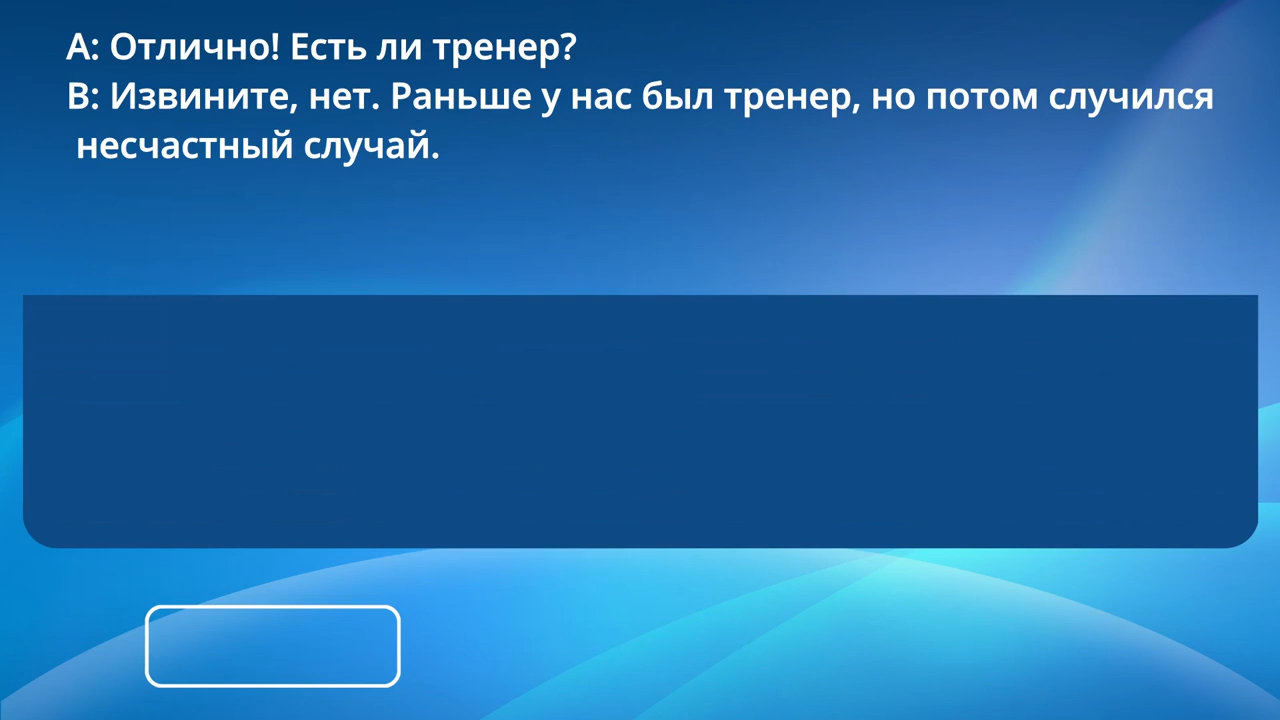 А: Отлично! Есть ли тренер?
В: Извините, нет. Раньше у нас был тренер, но потом случился
несчастный случай.